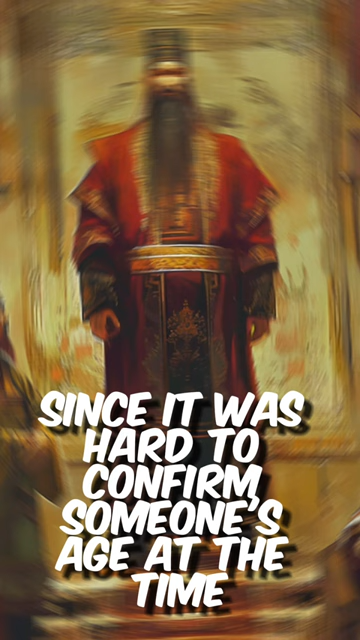 SINCE IT WAS
HARD TO
CONFIRM,
SOMEONE'S
AGE AT THE
TIME